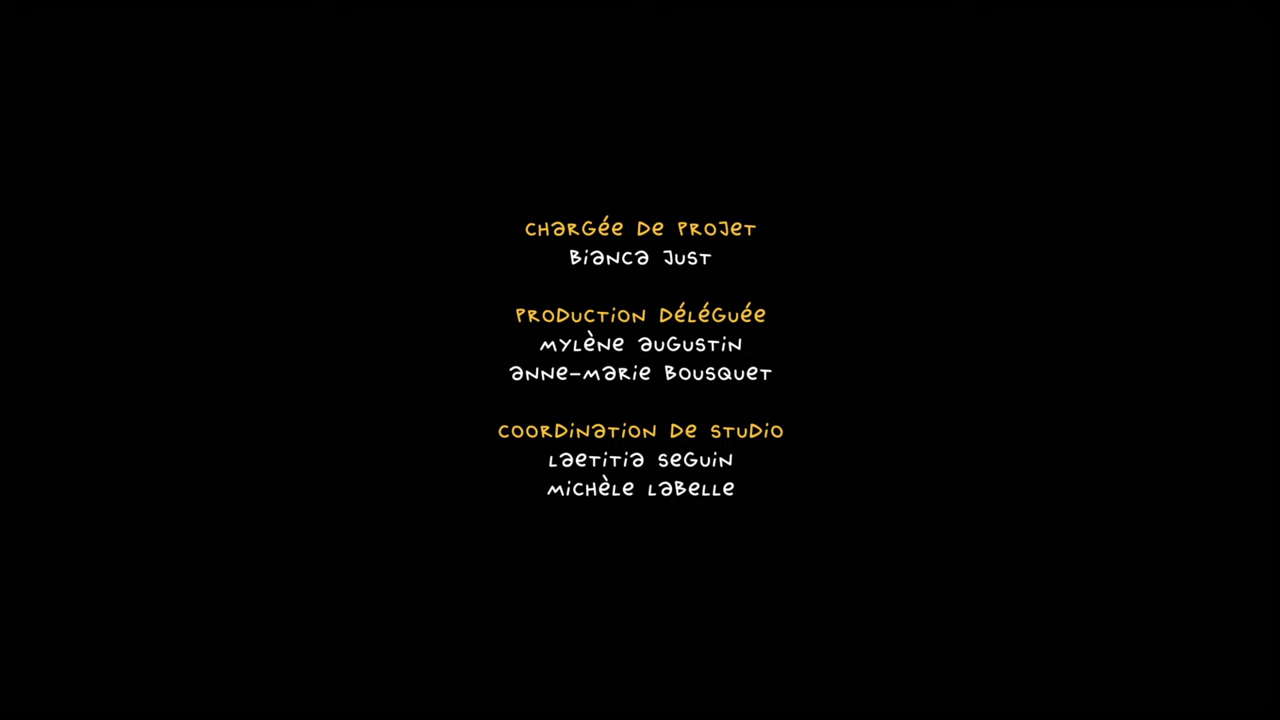 CHARGÉE DE PROJET
BIANCA JUST
PRODUCTION DÉLÉGUÉE
MYLÈNE AUGUSTIN
ANNE-MARIE BOUSQUET
COORDINATION DE STUDIO
LAETITIA SEGUIN
MICHÈLE LABELLE